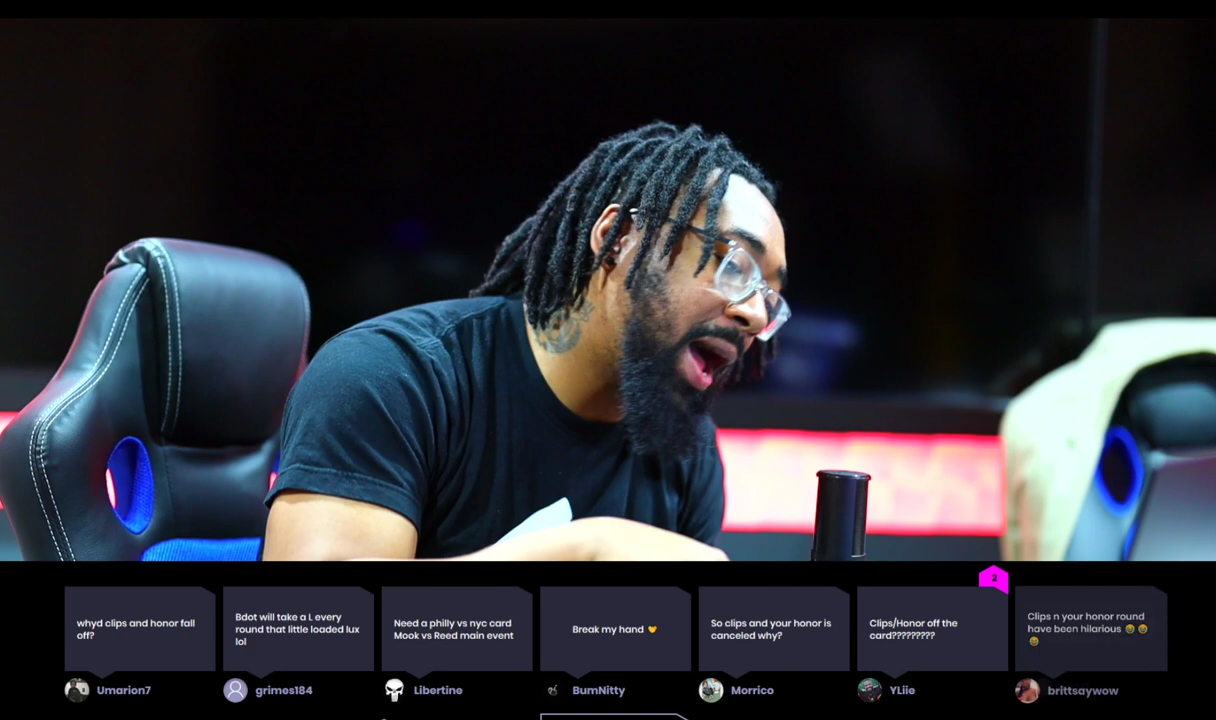 2
whyd clips and honor fall
off?
Bdot will take a L every
round that little loaded lux
lol
Need a philly vs nyc card
Mook vs Reed main event
Break my hand 🧡
So clips and your honor is
canceled why?
Clips/Honor off the
card?????????
Clips n your honor round
have been hilarious 😂 😂
😂
Umarion7
grimes184
Libertine
BumNitty
Morrico
YLiie
brittsaywow